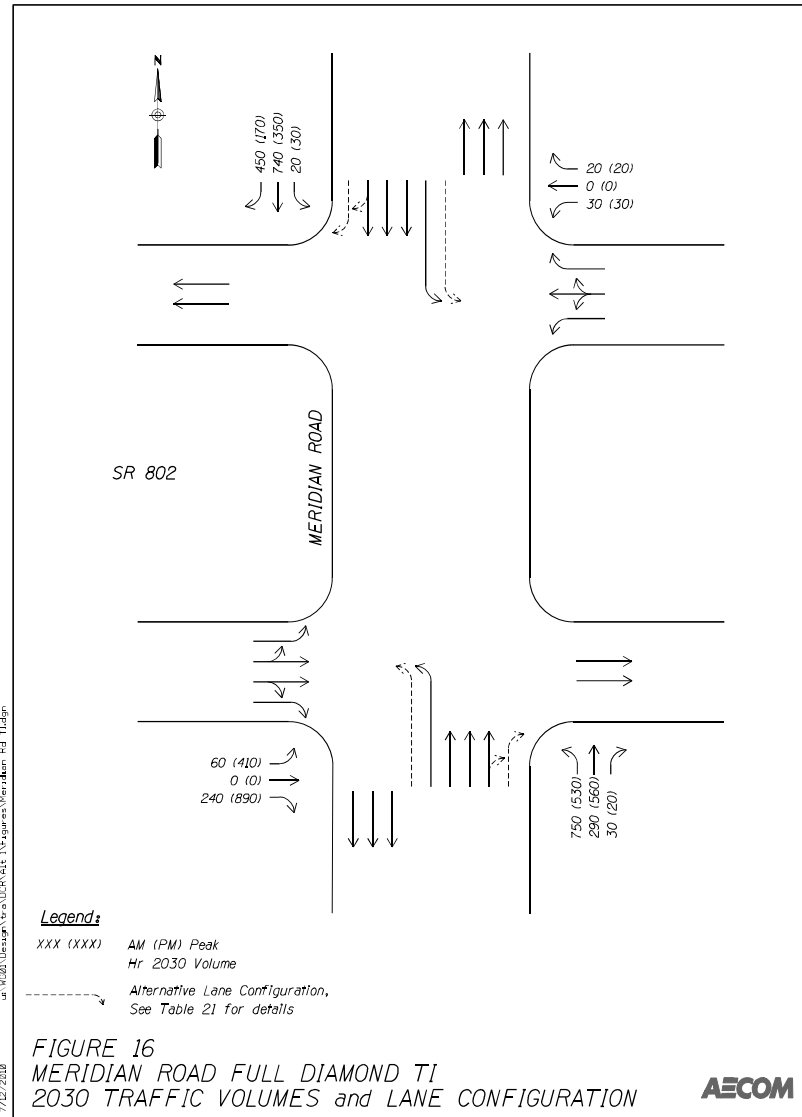 N
450 (170)
740 (350)
20 (30)
20 (20)
0 (0)
30 (30)
MERIDIAN ROAD
SR 802
60 (410)
0 (0)
240 (890)
750 (530)
290 (560)
30 (20)
Legend:
XXX (XXX) AM (PM) Peak
Hr 2030 Volume
Alternative Lane Configuration,
See Table 21 for details
FIGURE 16
MERIDIAN ROAD FULL DIAMOND TI
2030 TRAFFIC VOLUMES and LANE CONFIGURATION
AECOM
7/12/2010